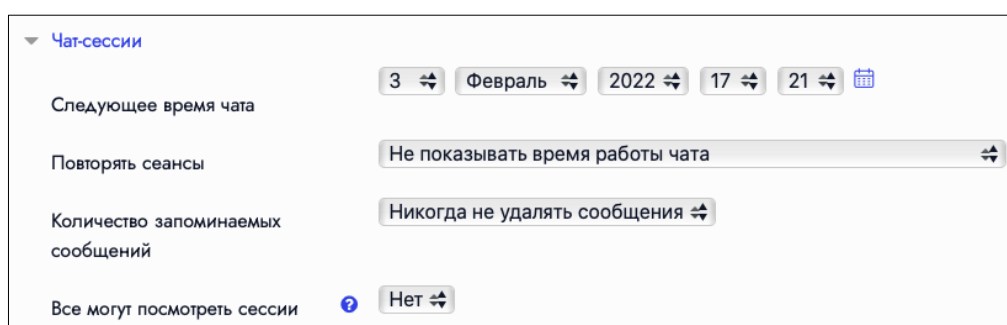 Чат-сессии
Следующее время чата 3 Февраль 2022 17 21
Повторять сеансы Не показывать время работы чата
Количество запоминаемых сообщений Никогда не удалять сообщения
Все могут посмотреть сессии ? Нет